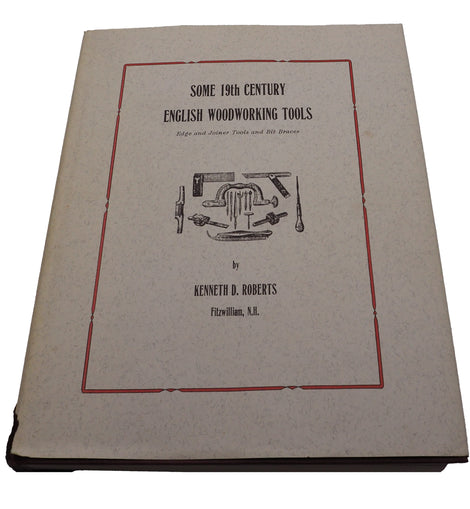 SOME 19th CENTURY
ENGLISH WOODWORKING TOOLS
Edge and Joiner Tools and Bit Braces
by
KENNETH D. ROBERTS
Fitzwilliam, N.H.